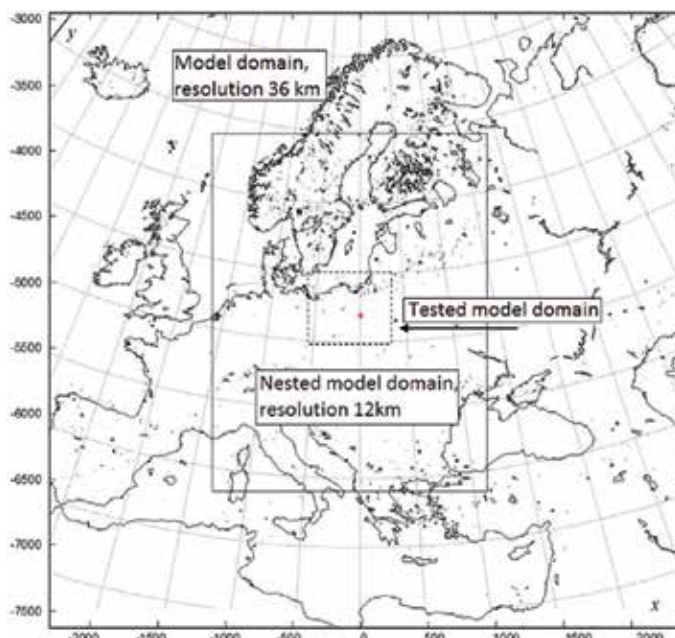 -3000
y
Model domain,
resolution 36 km
-3500
-4000
-4500
-5000
Tested model domain
-5500
Nested model domain,
resolution 12km
-6000
-6500
-7000
-7500
x
-2000 -1500 -1000 -500 0 500 1000 1500 2000 2500